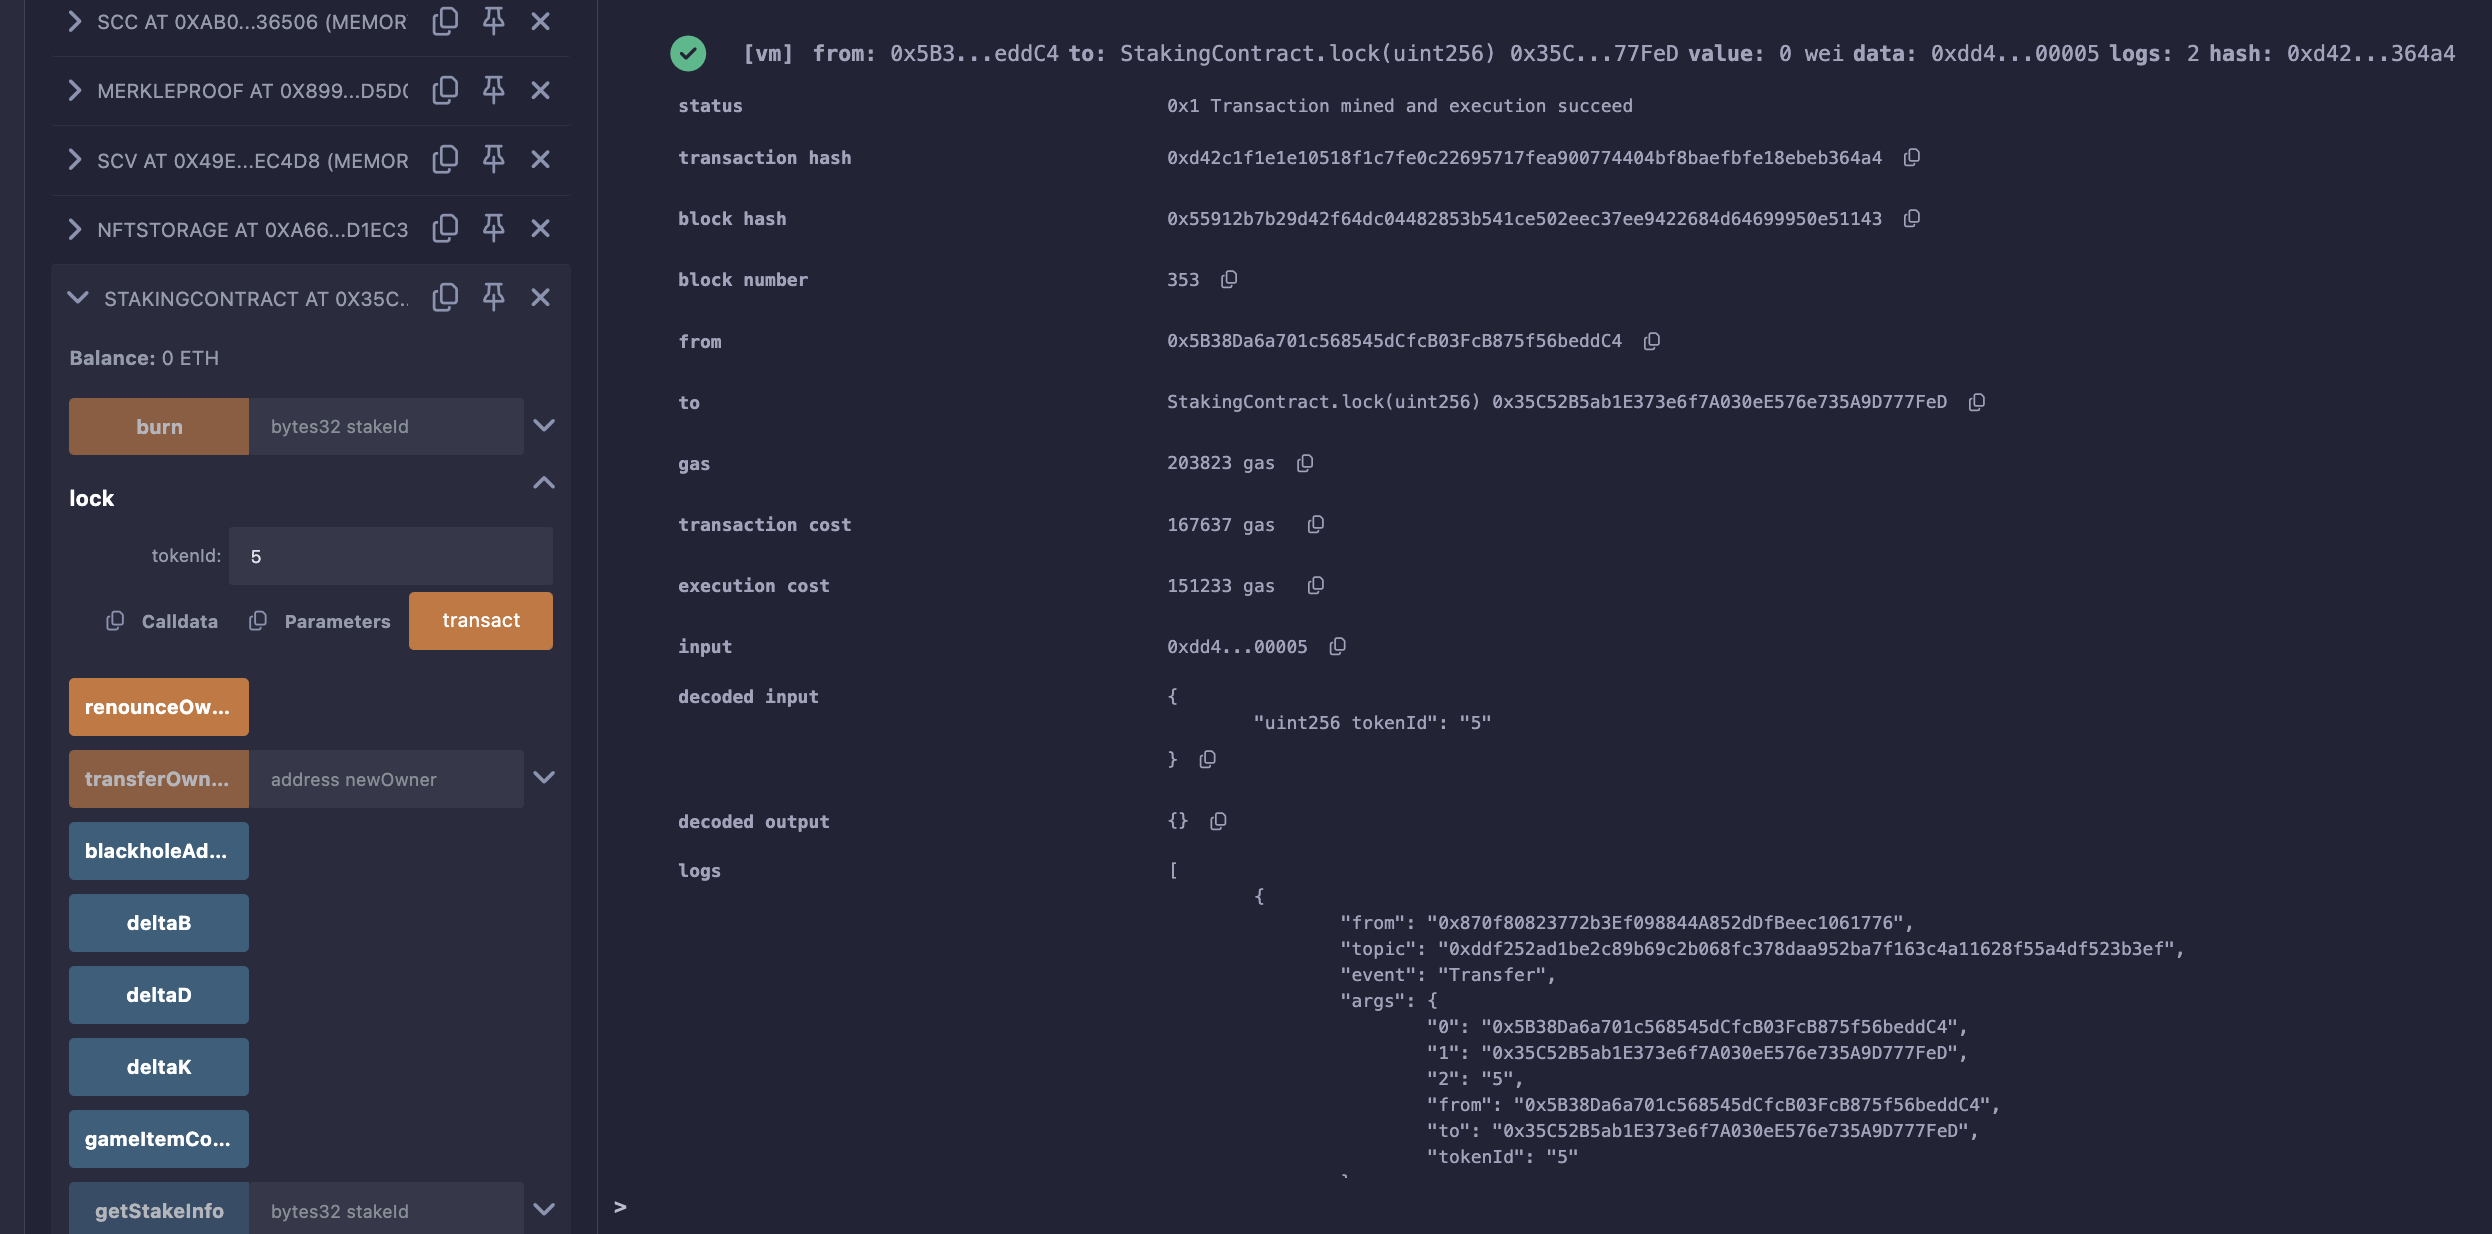 SCC AT 0XAB0...36506 (MEMOR
MERKLEPROOF AT 0X899...D5D
SCV AT 0X49E...EC4D8 (MEMOR
NFTSTORAGE AT 0XA66...D1EC3
STAKINGCONTRACT AT 0X35C..
Balance: 0 ETH
burn bytes32 stakeId
lock
tokenId: 5
Calldata Parameters transact
renounceOw...
transferOwn... address newOwner
blackholeAd...
deltaB
deltaD
deltaK
gameItemCo...
getStakeInfo bytes32 stakeId
[vm] from: 0x5B3...eddC4 to: StakingContract.lock(uint256) 0x35C...77FeD value: 0 wei data: 0xdd4...00005 logs: 2 hash: 0xd42...364a4
status 0x1 Transaction mined and execution succeed
transaction hash 0xd42c1f1e1e10518f1c7fe0c22695717fea900774404bf8baefbfe18ebeb364a4
block hash 0x55912b7b29d42f64dc04482853b541ce502eec37ee9422684d64699950e51143
block number 353
from 0x5B38Da6a701c568545dCfcB03FcB875f56beddC4
to StakingContract.lock(uint256) 0x35C52B5ab1E373e6f7A030eE576e735A9D777FeD
gas 203823 gas
transaction cost 167637 gas
execution cost 151233 gas
input 0xdd4...00005
decoded input {
"uint256 tokenId": "5"
}
decoded output {}
logs [
{
"from": "0x870f80823772b3Ef098844A852dDfBeec1061776",
"topic": "0xddf252ad1be2c89b69c2b068fc378daa952ba7f163c4a11628f55a4df523b3ef",
"event": "Transfer",
"args": {
"0": "0x5B38Da6a701c568545dCfcB03FcB875f56beddC4",
"1": "0x35C52B5ab1E373e6f7A030eE576e735A9D777FeD",
"2": "5",
"from": "0x5B38Da6a701c568545dCfcB03FcB875f56beddC4",
"to": "0x35C52B5ab1E373e6f7A030eE576e735A9D777FeD",
"tokenId": "5"
>